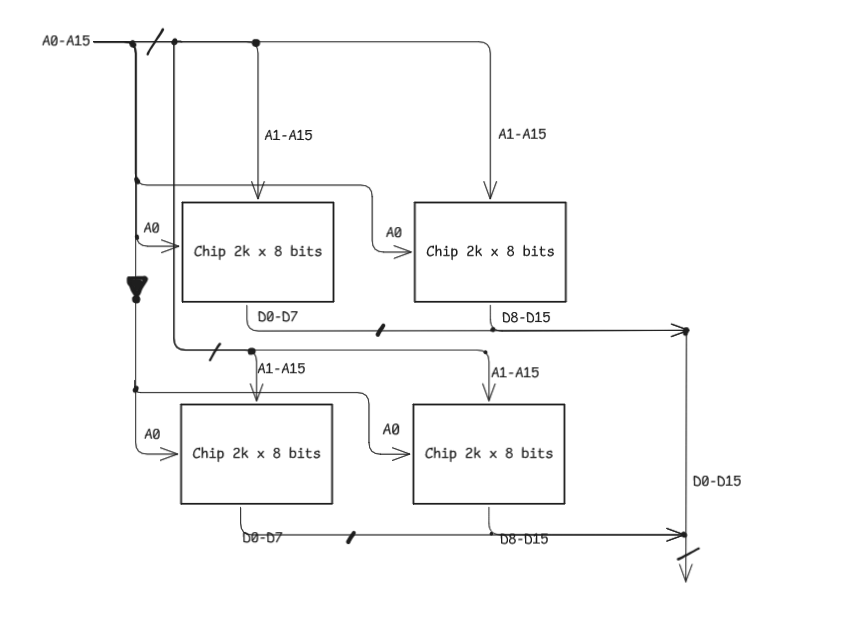 A0-A15
A1-A15
A1-A15
A0
A0
Chip 2k x 8 bits
Chip 2k x 8 bits
D0-D7
D8-D15
A1-A15
A1-A15
A0
A0
Chip 2k x 8 bits
Chip 2k x 8 bits
D0-D15
D0-D7
D8-D15